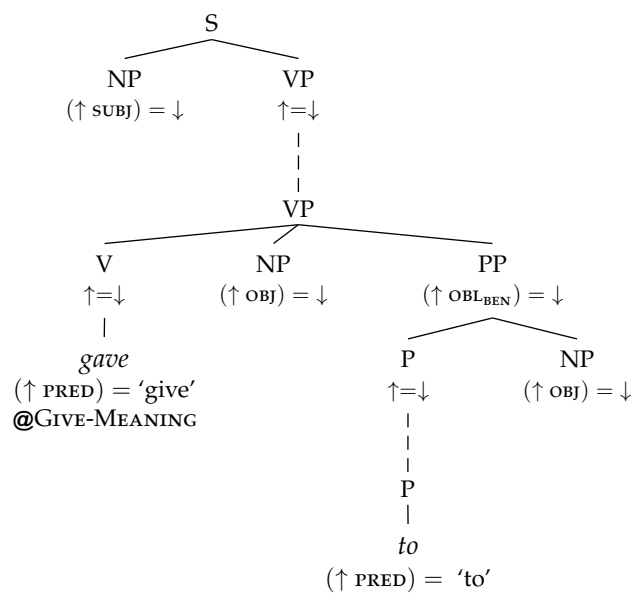 S
NP VP
(↑ SUBJ) = ↓ ↑=↓
VP
V NP PP
↑=↓ (↑ OBJ) = ↓ (↑ OBL_BEN) = ↓
gave P NP
(↑ PRED) = ‘give’ ↑=↓ (↑ OBJ) = ↓
@GIVE-MEANING
P
to
(↑ PRED) = ‘to’